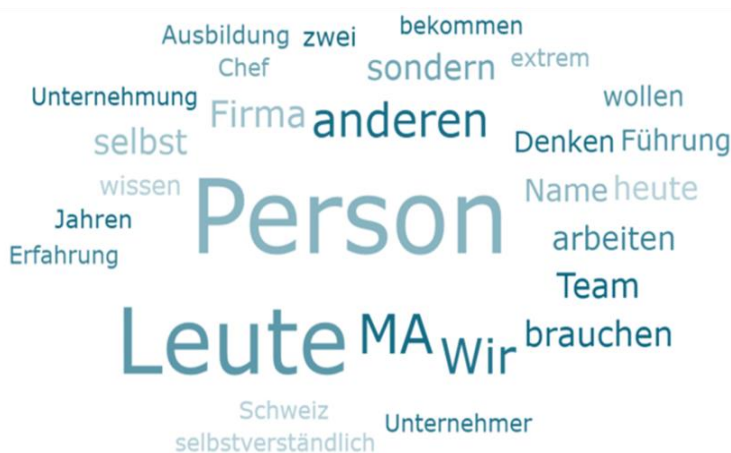 Ausbildung zwei bekommen
Chef sondern extrem
Unternehmung Firma anderen wollen
selbst Denken Führung
wissen Person Name heute
Jahren arbeiten
Erfahrung Team
Leute MA Wir brauchen
Schweiz Unternehmer
selbstverständlich